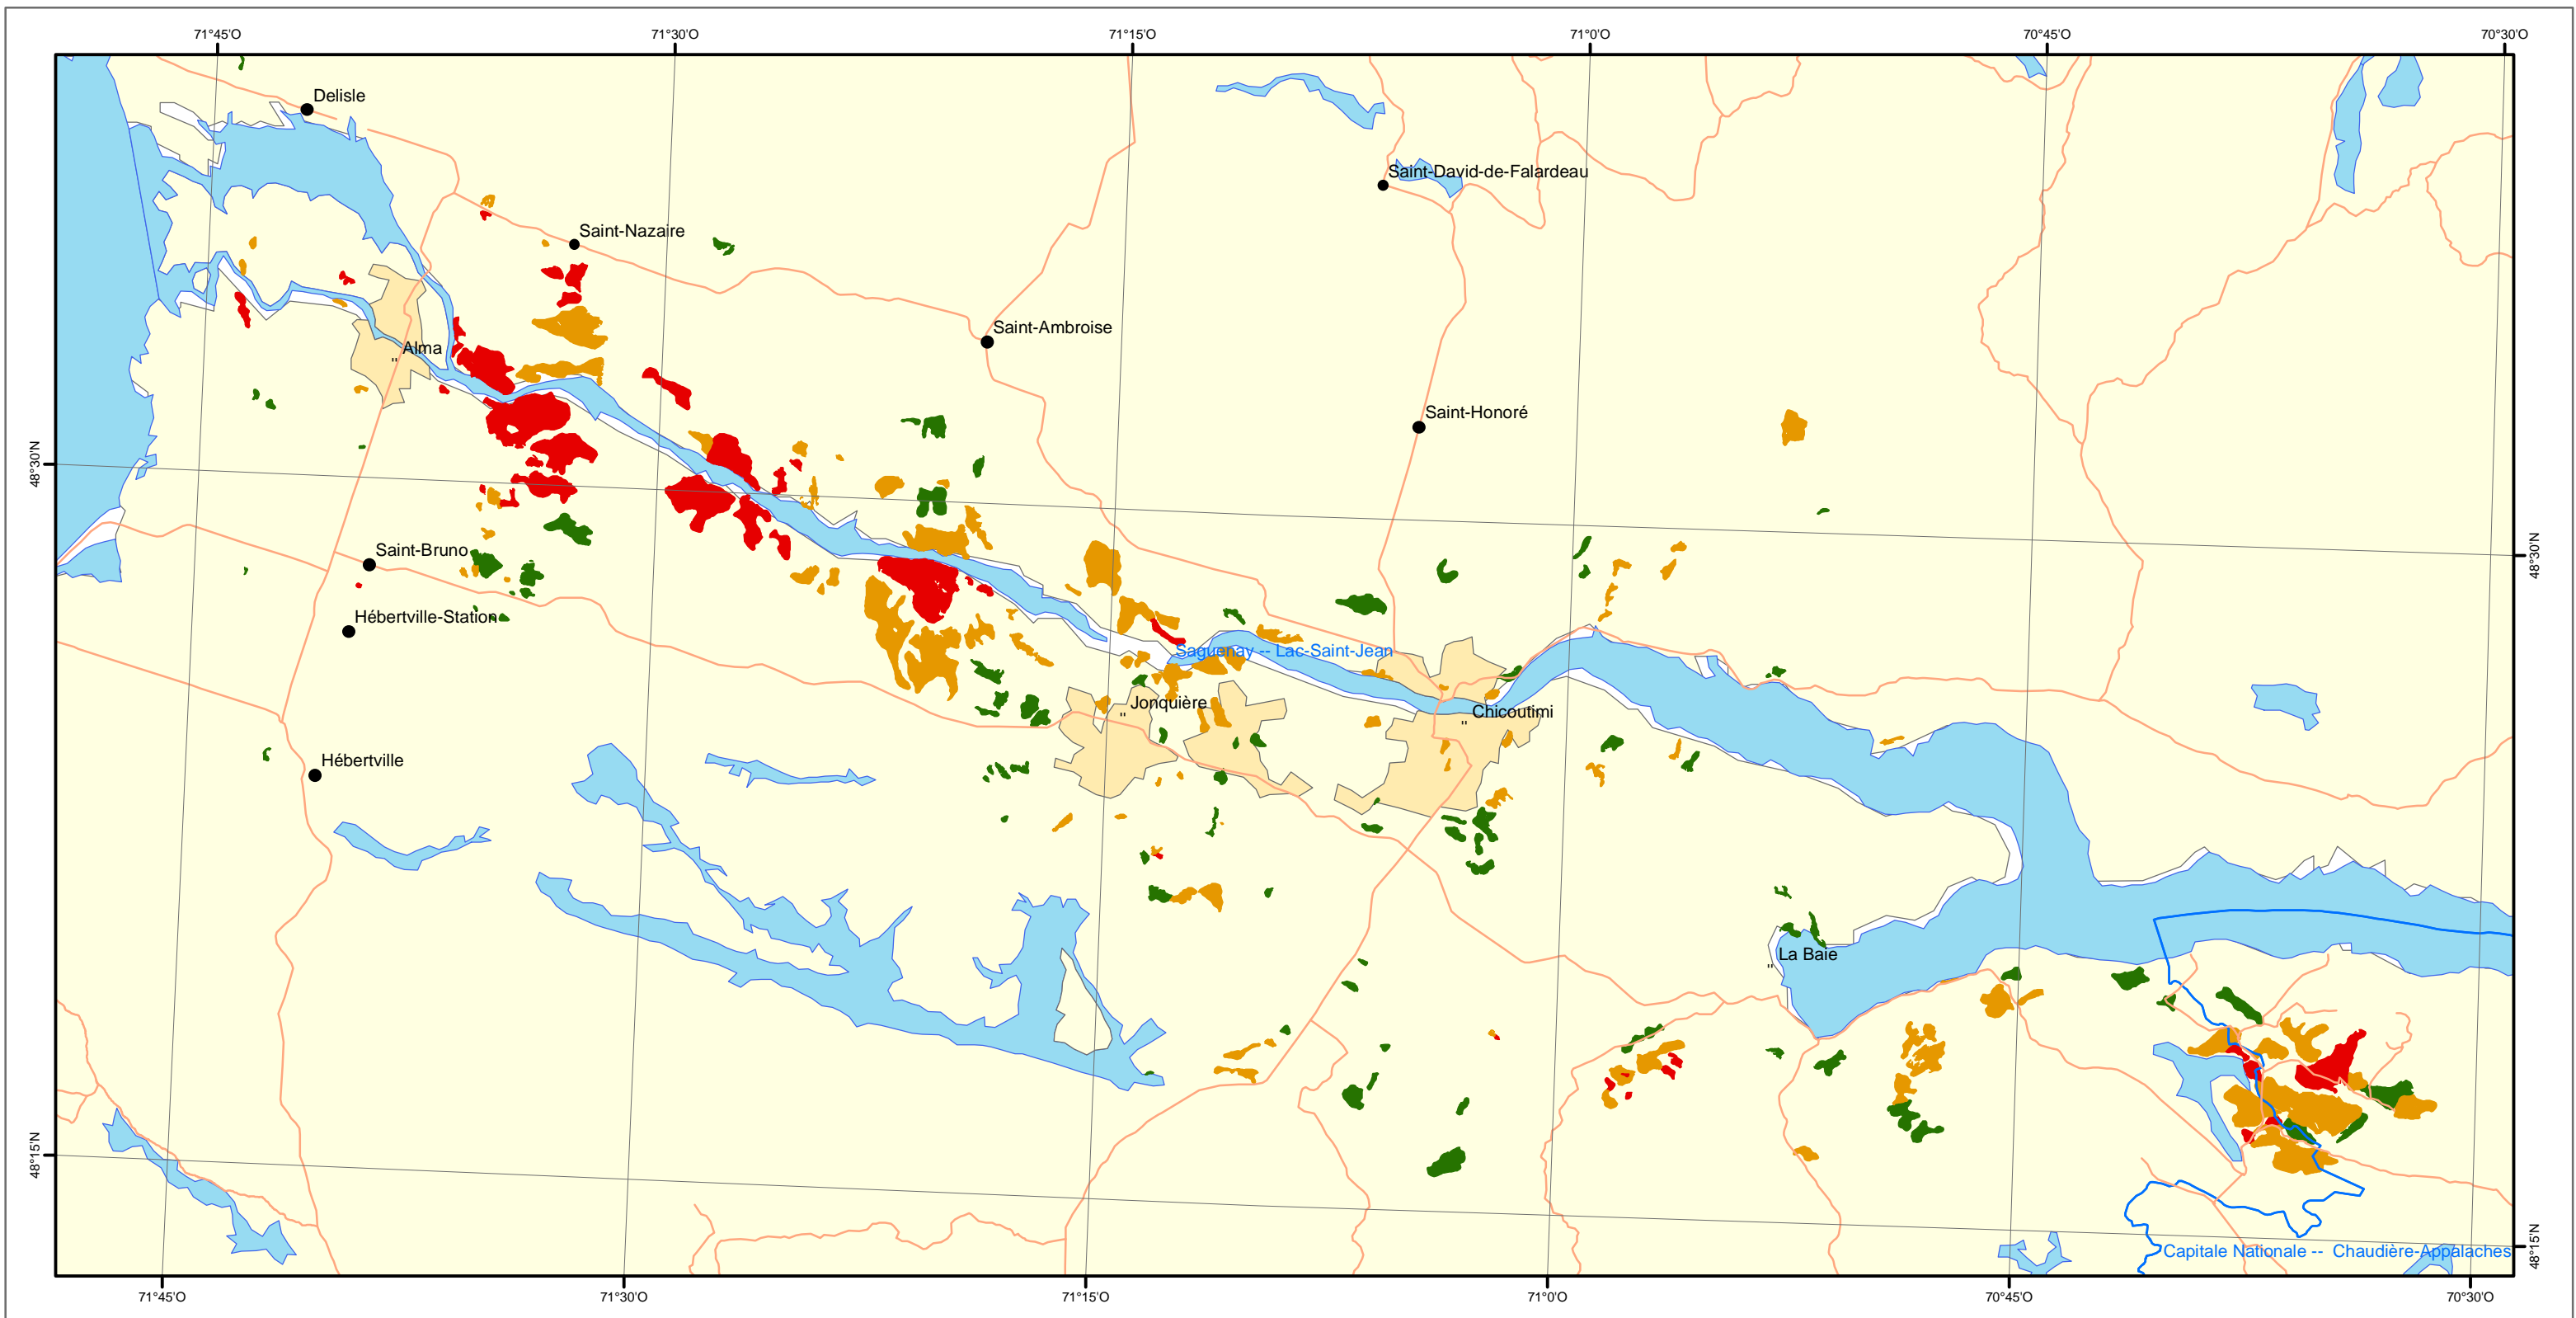 71°45'O
71°30'O
71°15'O
71°0'O
70°45'O
70°30'O
Delisle
Saint-David-de-Falardeau
Saint-Nazaire
Saint-Ambroise
Alma
Saint-Honoré
48°30'N
48°30'N
Saint-Bruno
Hébertville-Station
Saguenay -- Lac-Saint-Jean
Jonquière
Chicoutimi
Hébertville
La Baie
48°15'N
48°15'N
Capitale Nationale -- Chaudière-Appalaches
71°45'O
71°30'O
71°15'O
71°0'O
70°45'O
70°30'O